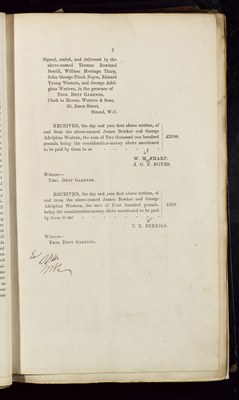 7
Signed, sealed, and delivered by the
above-named Thomas Rowland
Berrill, William Montagu Tharp,
John George Finch Noyes, Edward
Young Western, and George Adol-
phus Western, in the presence of
THOS. DENT GARDNER,
Clerk to Messrs. Westerns & Sons,
35, Essex Street,
Strand, W.C.
RECEIVED, the day and year first above written, of
and from the above-named James Bowker and George
Adolphus Western, the sum of Two thousand one hundred
pounds, being the consideration-money above mentioned
to be paid by them to us
£2100.
W. M. THARP.
J. G. F. NOYES.
Witness—
THOS. DENT GARDNER.
RECEIVED, the day and year first above written, of
and from the above-named James Bowker and George
Adolphus Western, the sum of Four hundred pounds,
being the consideration-money above mentioned to be paid
by them to me
T. R. BERRILL.
Witness—
THOS. DENT GARDNER.